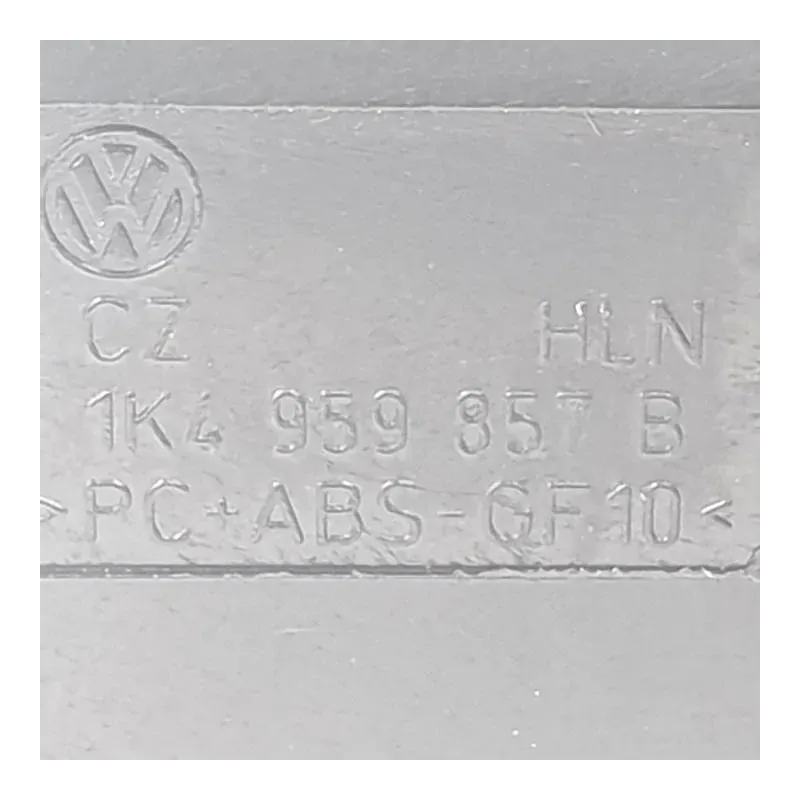 CZ HLN
1K4 959 857 B
>PC+ABS-GF10<